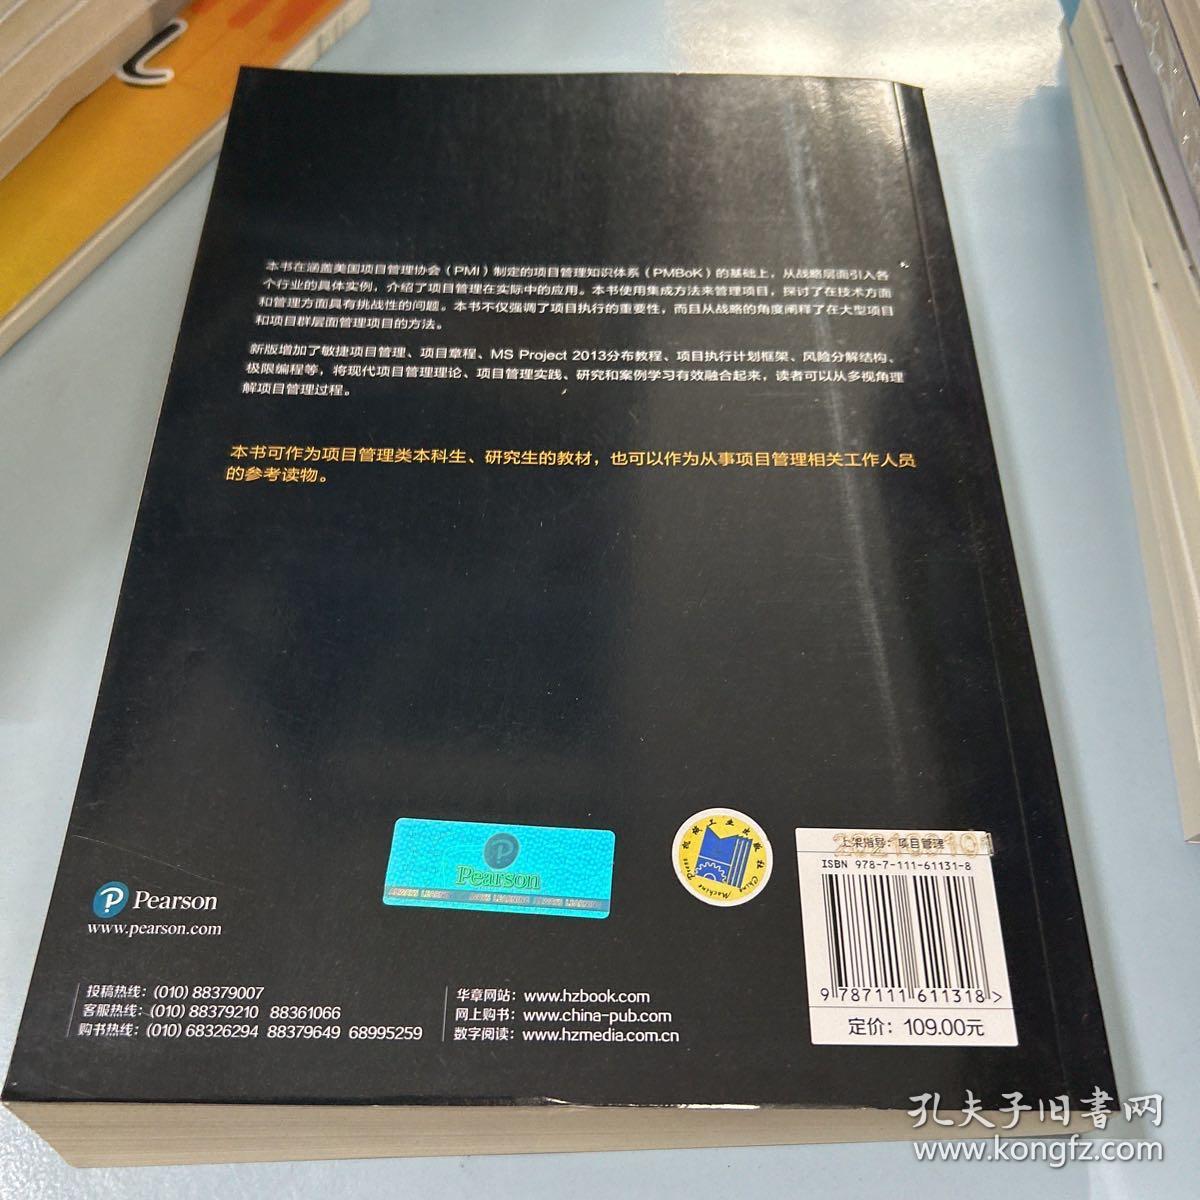 本书在涵盖美国项目管理协会（PMI）制定的项目管理知识体系（PMBoK）的基础上，从战略层面引入各
个行业的具体实例，介绍了项目管理在实际中的应用。本书使用集成方法来管理项目，探讨了在技术方面
和管理方面具有挑战性的问题。本书不仅强调了项目执行的重要性，而且从战略的角度阐释了在大型项目
和项目群层面管理项目的方法。
新版增加了敏捷项目管理、项目章程、MS Project 2013分布教程、项目执行计划框架、风险分解结构、
极限编程等，将现代项目管理理论、项目管理实践、研究和案例学习有效融合起来，读者可以从多视角理
解项目管理过程。
本书可作为项目管理类本科生、研究生的教材，也可以作为从事项目管理相关工作人员
的参考读物。
Pearson
www.pearson.com
Pearson
ALWAYS LEARNING ALWAYS LEARNING ALWAYS LEARNING
机械工业出版社
China Machine Press
上架指导：项目管理
ISBN 978-7-111-61131-8
9 787111 611318 >
定价：109.00元
投稿热线：(010) 88379007
客服热线：(010) 88379210 88361066
购书热线：(010) 68326294 88379649 68995259
华章网站：www.hzbook.com
网上购书：www.china-pub.com
数字阅读：www.hzmedia.com.cn
孔夫子旧书网
www.kongfz.com